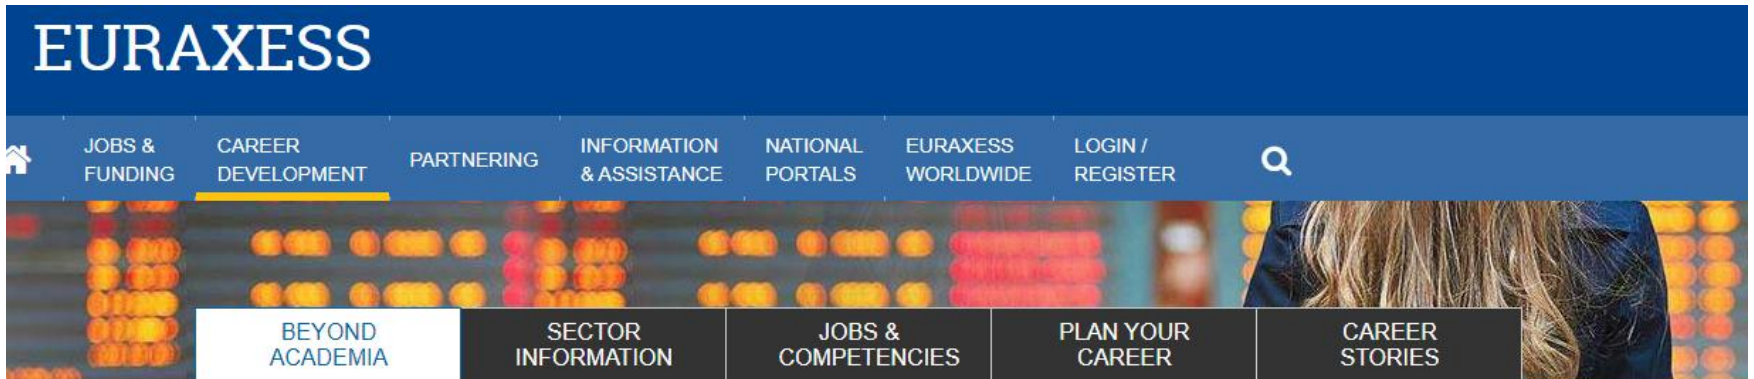 EURAXESS
JOBS &
FUNDING
CAREER
DEVELOPMENT
PARTNERING
INFORMATION
& ASSISTANCE
NATIONAL
PORTALS
EURAXESS
WORLDWIDE
LOGIN /
REGISTER
BEYOND
ACADEMIA
SECTOR
INFORMATION
JOBS &
COMPETENCIES
PLAN YOUR
CAREER
CAREER
STORIES